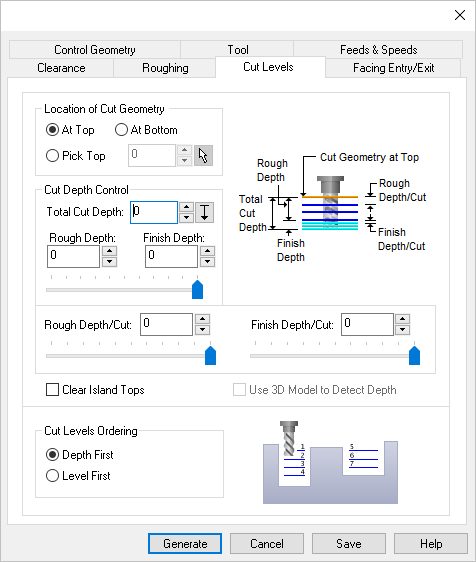 Control Geometry
Tool
Feeds & Speeds
Clearance
Roughing
Cut Levels
Facing Entry/Exit
Location of Cut Geometry
At Top
At Bottom
Pick Top
0
Cut Depth Control
Total Cut Depth:
0
Rough Depth:
Finish Depth:
0
0
Rough
Depth
Cut Geometry at Top
Total
Cut
Depth
Rough
Depth/Cut
Finish
Depth
Finish
Depth/Cut
Rough Depth/Cut:
0
Finish Depth/Cut:
0
Clear Island Tops
Use 3D Model to Detect Depth
Cut Levels Ordering
Depth First
Level First
1
2
3
4
5
6
7
Generate
Cancel
Save
Help